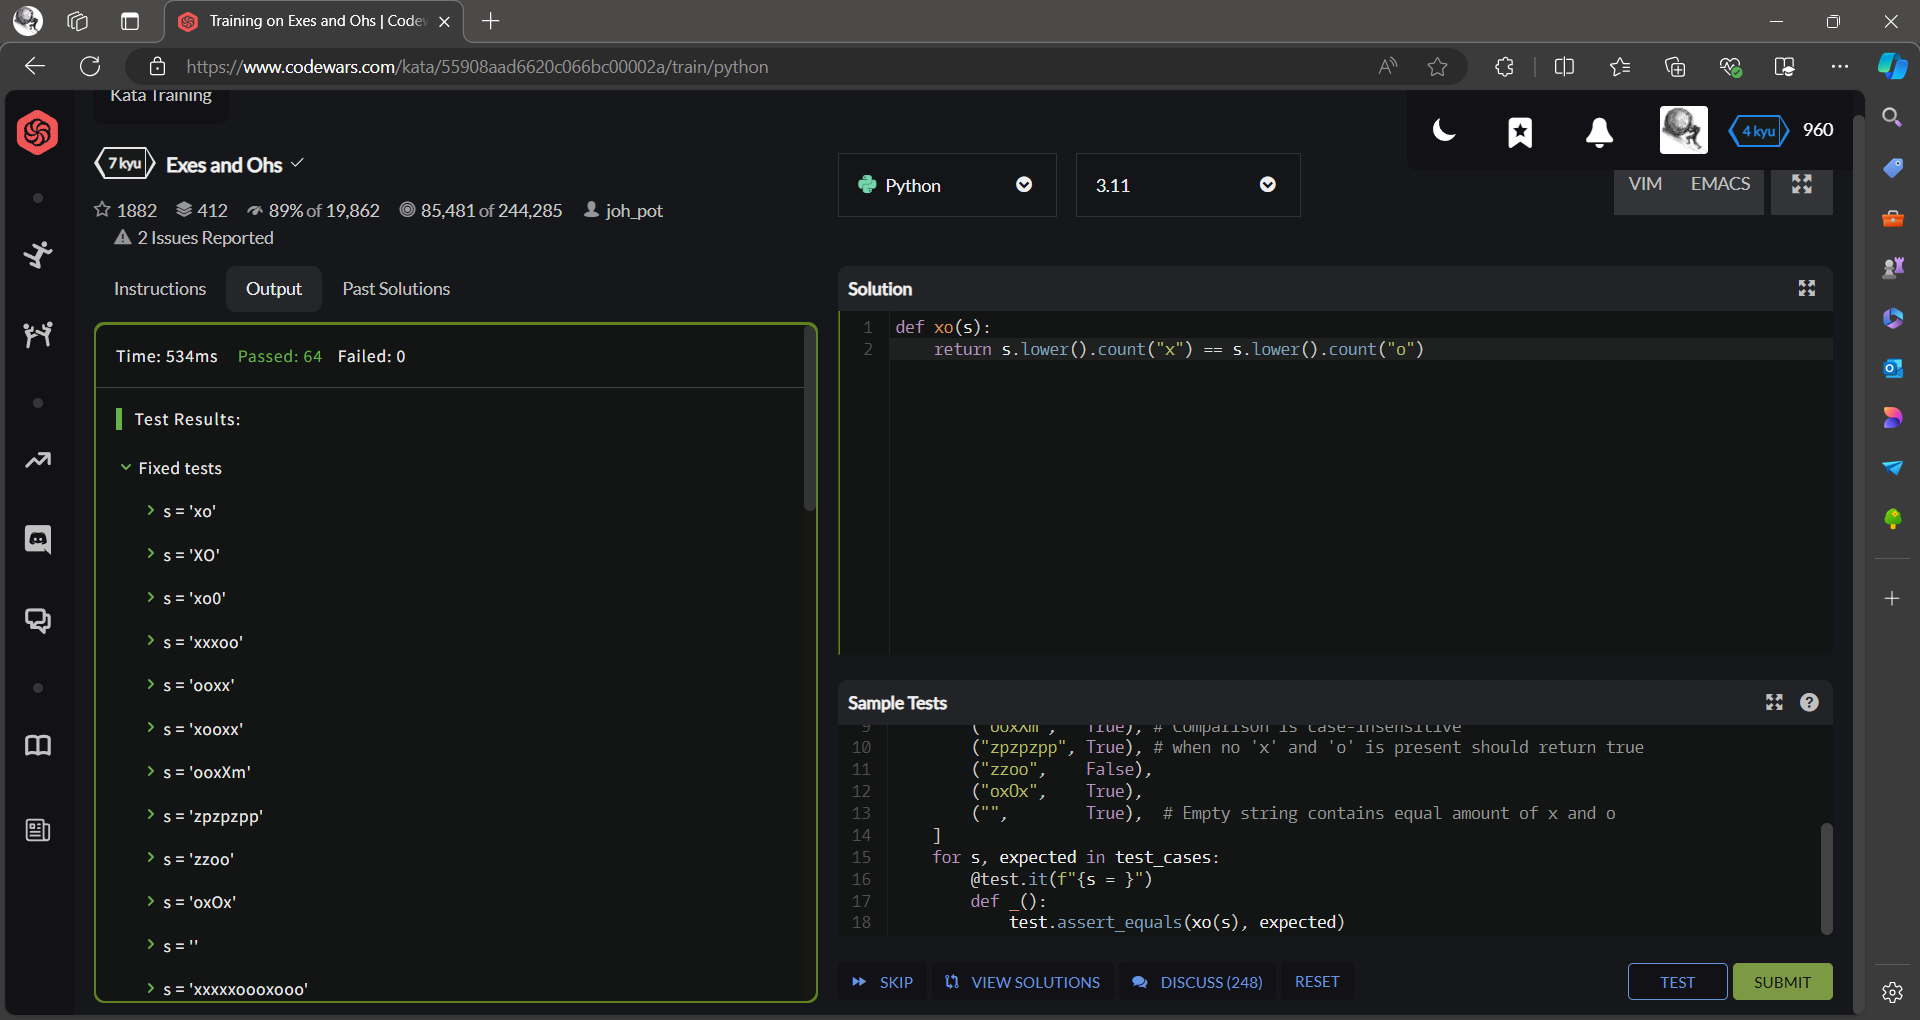 Training on Exes and Ohs | Codew
https://www.codewars.com/kata/55908aad6620c066bc00002a/train/python
Kata Training
4 kyu 960
7 kyu Exes and Ohs
1882 412 89% of 19,862 85,481 of 244,285 joh_pot
2 Issues Reported
Python 3.11 VIM EMACS
Instructions Output Past Solutions
Time: 534ms Passed: 64 Failed: 0
Test Results:
Fixed tests
s = 'xo'
s = 'XO'
s = 'xo0'
s = 'xxxoo'
s = 'ooxx'
s = 'xooxx'
s = 'ooxXm'
s = 'zpzpzpp'
s = 'zzoo'
s = 'oxOx'
s = ''
s = 'xxxxxoooxooo'
Solution
1 def xo(s):
2 return s.lower().count("x") == s.lower().count("o")
Sample Tests
9 ("ooxXm", True), # Comparison is case-insensitive
10 ("zpzpzpp", True), # when no 'x' and 'o' is present should return true
11 ("zzoo", False),
12 ("oxOx", True),
13 ("", True), # Empty string contains equal amount of x and o
14 ]
15 for s, expected in test_cases:
16 @test.it(f"{s = }")
17 def _():
18 test.assert_equals(xo(s), expected)
SKIP VIEW SOLUTIONS DISCUSS (248) RESET TEST SUBMIT